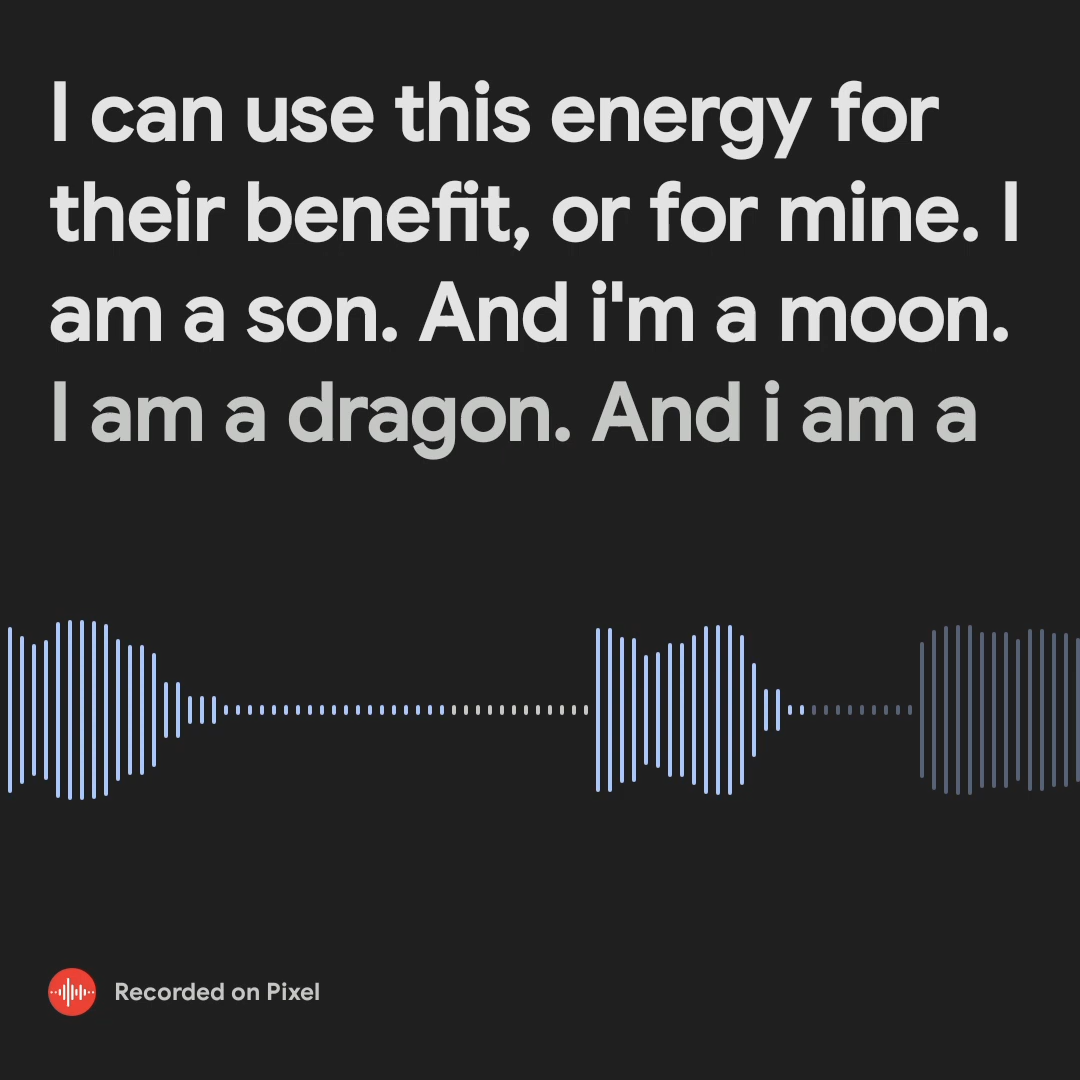 I can use this energy for
their benefit, or for mine. I
am a son. And i'm a moon.
I am a dragon. And i am a
Recorded on Pixel